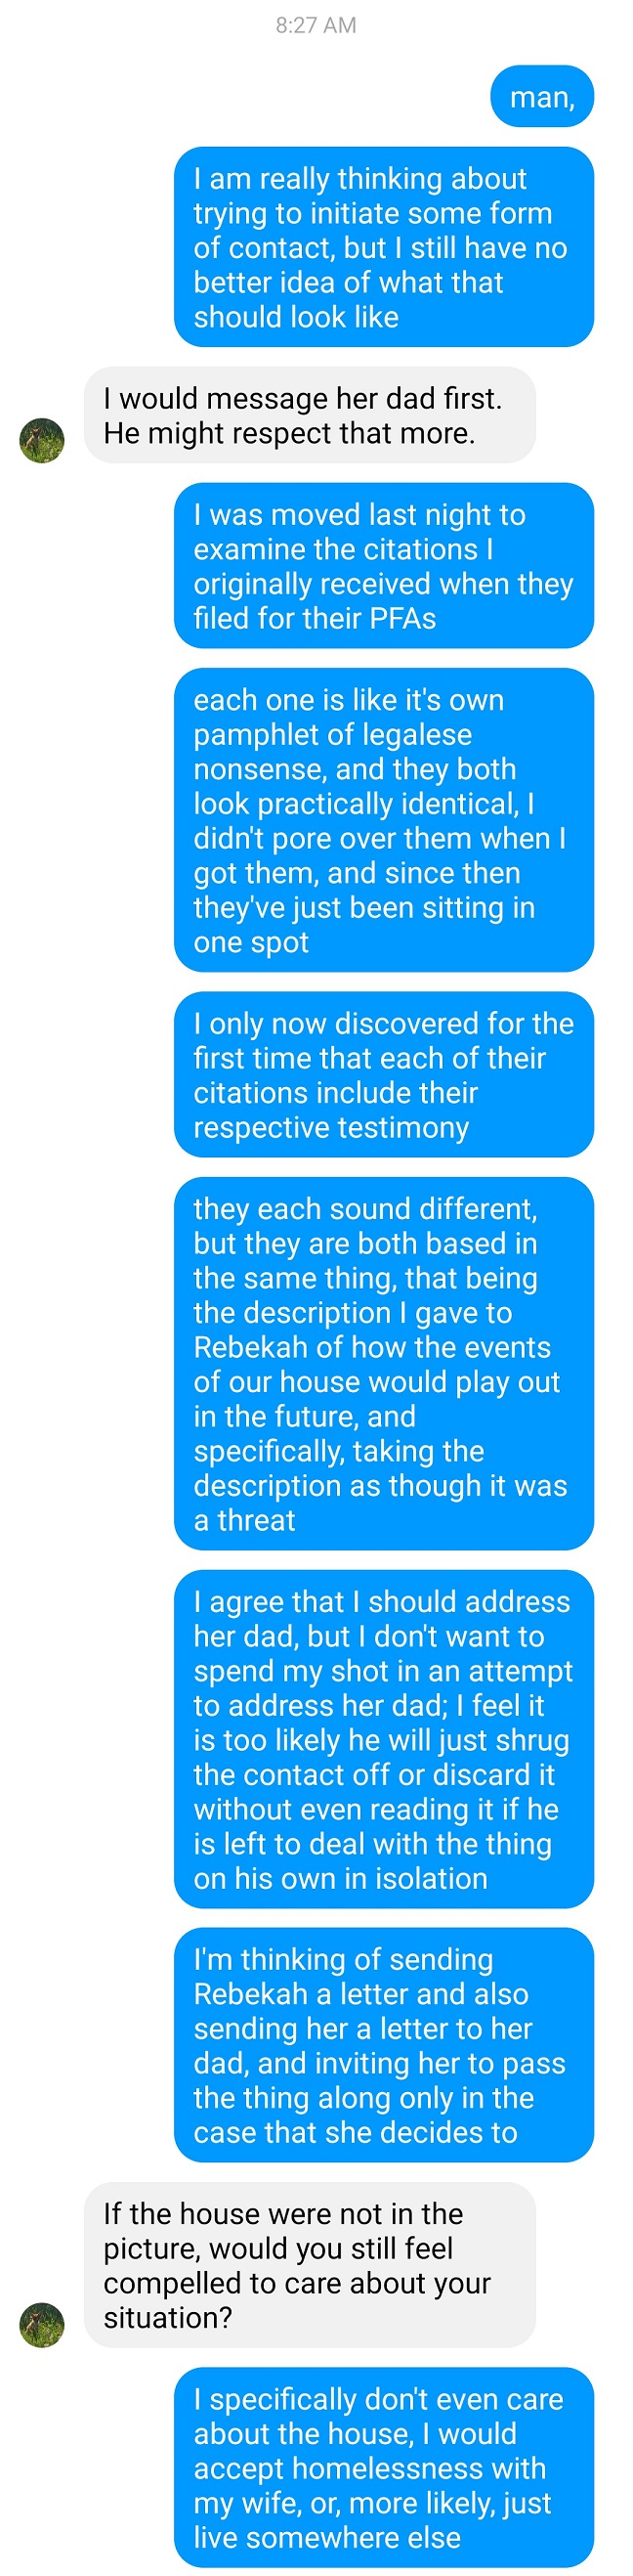 8:27 AM
man,
I am really thinking about
trying to initiate some form
of contact, but I still have no
better idea of what that
should look like
I would message her dad first.
He might respect that more.
I was moved last night to
examine the citations I
originally received when they
filed for their PFAs
each one is like it's own
pamphlet of legalese
nonsense, and they both
look practically identical, I
didn't pore over them when I
got them, and since then
they've just been sitting in
one spot
I only now discovered for the
first time that each of their
citations include their
respective testimony
they each sound different,
but they are both based in
the same thing, that being
the description I gave to
Rebekah of how the events
of our house would play out
in the future, and
specifically, taking the
description as though it was
a threat
I agree that I should address
her dad, but I don't want to
spend my shot in an attempt
to address her dad; I feel it
is too likely he will just shrug
the contact off or discard it
without even reading it if he
is left to deal with the thing
on his own in isolation
I'm thinking of sending
Rebekah a letter and also
sending her a letter to her
dad, and inviting her to pass
the thing along only in the
case that she decides to
If the house were not in the
picture, would you still feel
compelled to care about your
situation?
I specifically don't even care
about the house, I would
accept homelessness with
my wife, or, more likely, just
live somewhere else